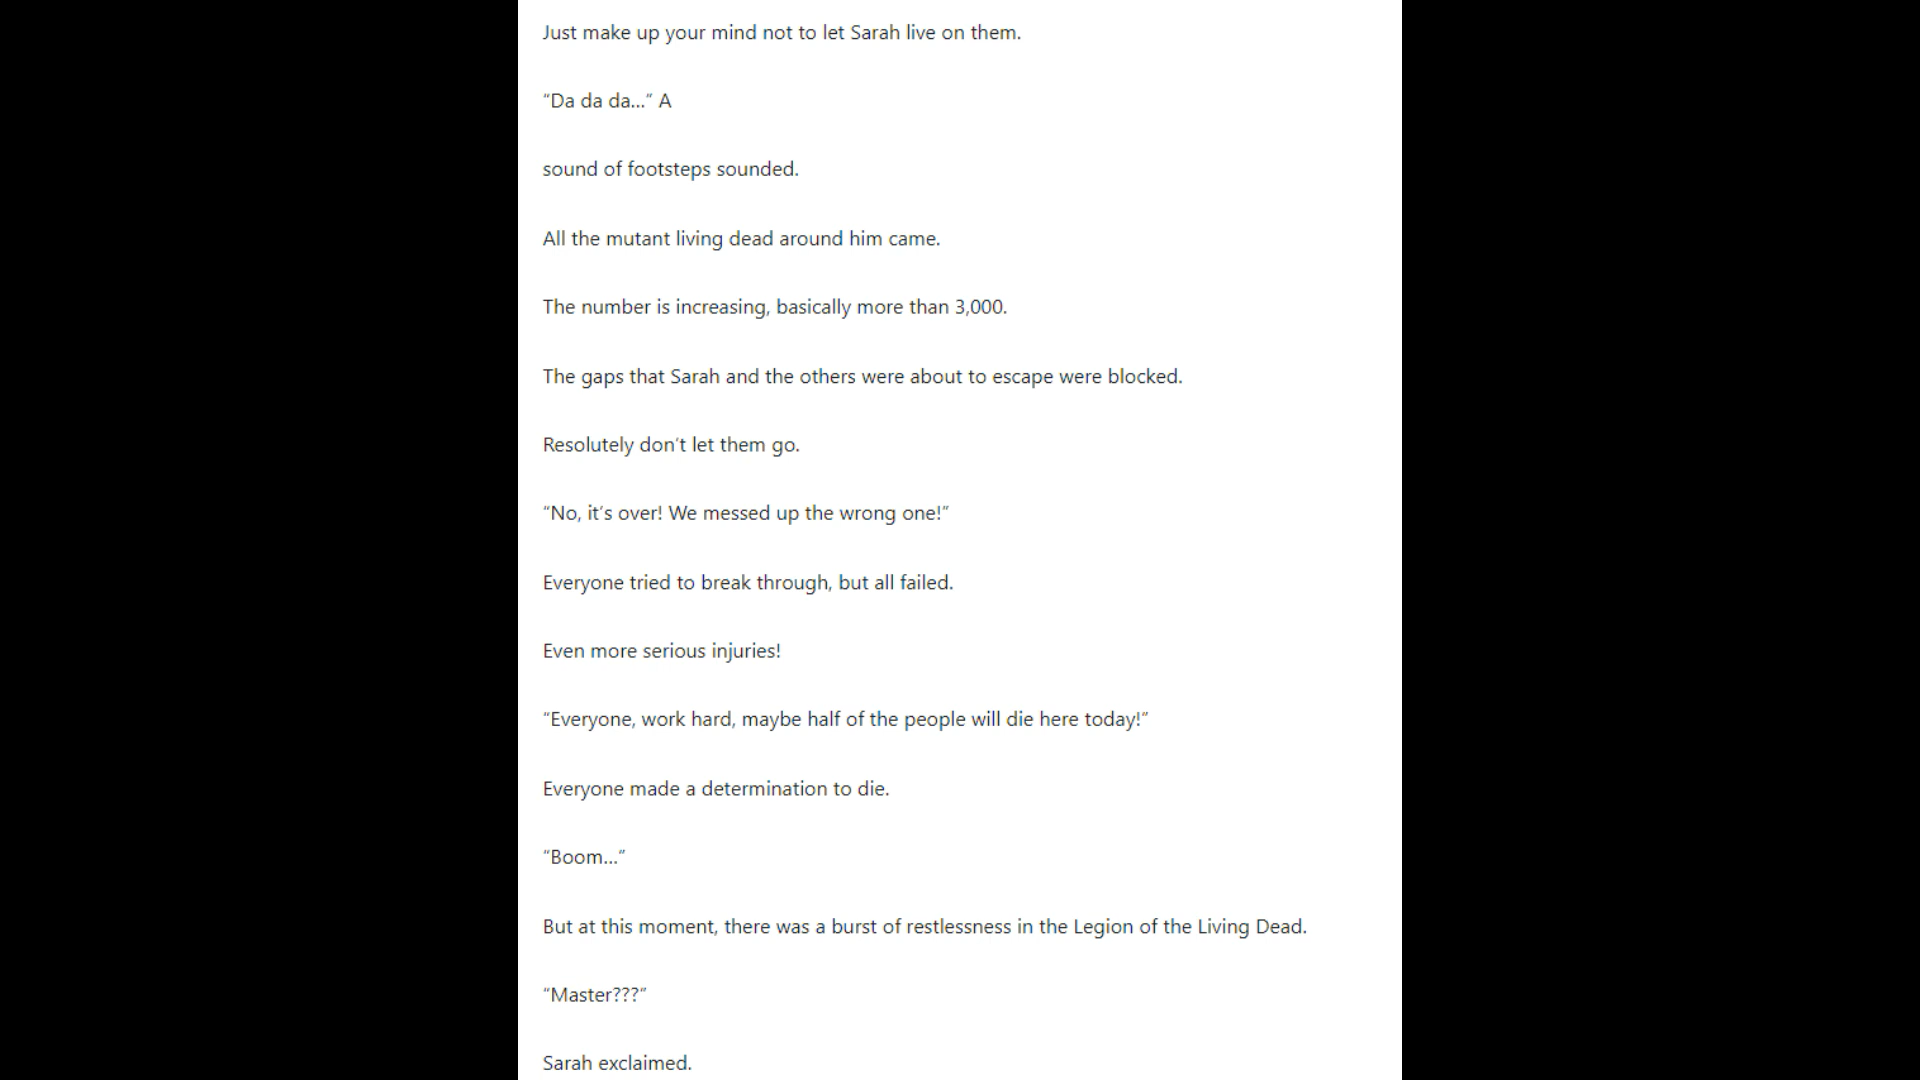 Just make up your mind not to let Sarah live on them.
“Da da da...” A
sound of footsteps sounded.
All the mutant living dead around him came.
The number is increasing, basically more than 3,000.
The gaps that Sarah and the others were about to escape were blocked.
Resolutely don’t let them go.
“No, it’s over! We messed up the wrong one!”
Everyone tried to break through, but all failed.
Even more serious injuries!
“Everyone, work hard, maybe half of the people will die here today!”
Everyone made a determination to die.
“Boom...”
But at this moment, there was a burst of restlessness in the Legion of the Living Dead.
“Master???”
Sarah exclaimed.